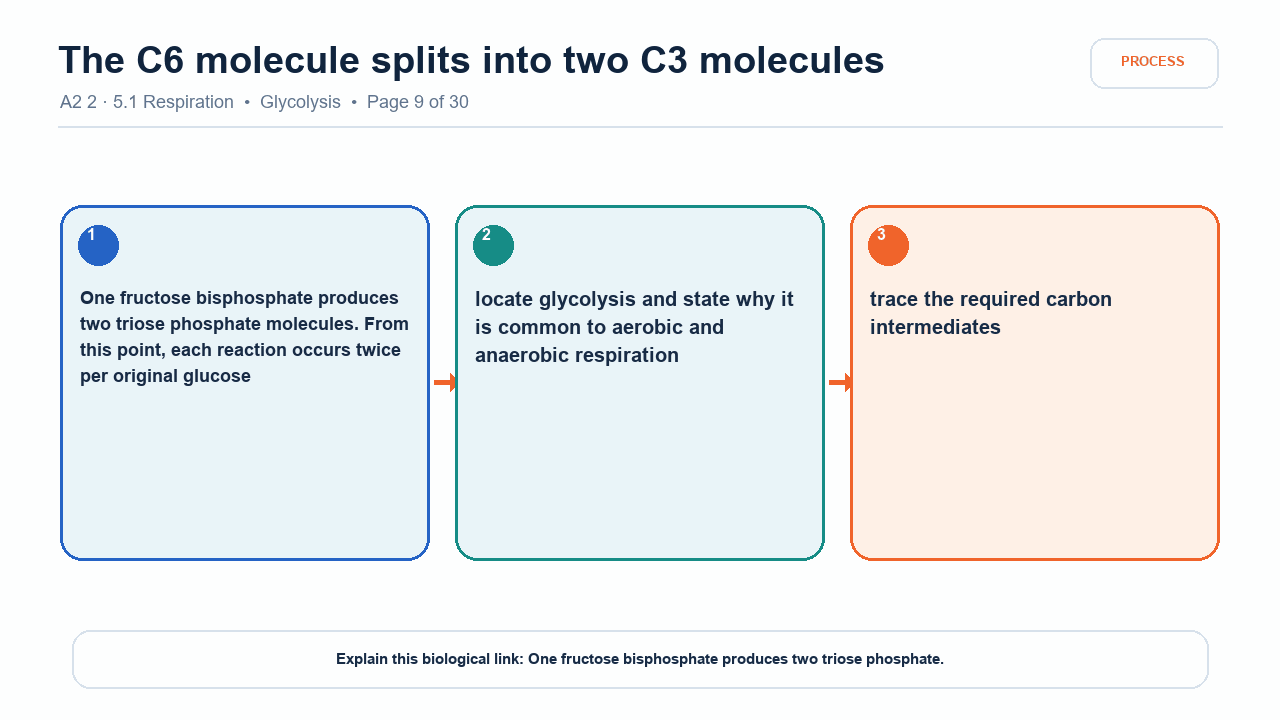 The C6 molecule splits into two C3 molecules
PROCESS
A2 2 · 5.1 Respiration • Glycolysis • Page 9 of 30
1
One fructose bisphosphate produces
two triose phosphate molecules. From
this point, each reaction occurs twice
per original glucose
2
locate glycolysis and state why it
is common to aerobic and
anaerobic respiration
3
trace the required carbon
intermediates
Explain this biological link: One fructose bisphosphate produces two triose phosphate.